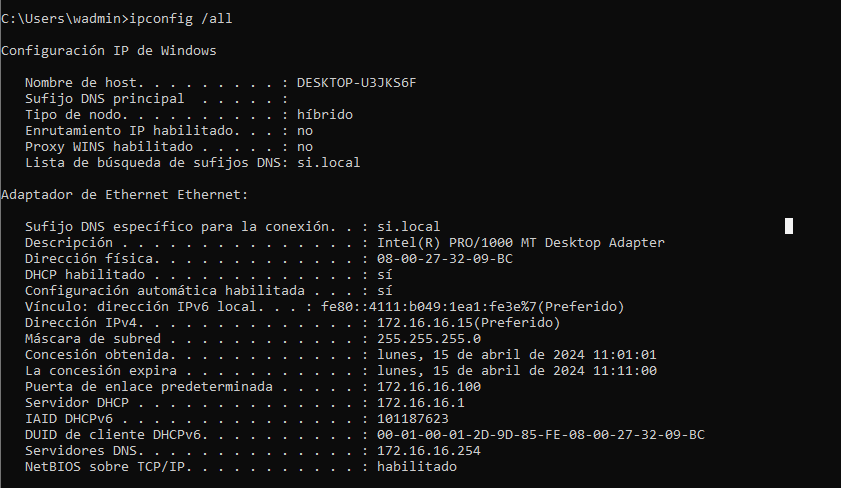 C:\Users\wadmin>ipconfig /all
Configuración IP de Windows
Nombre de host. . . . . . . . . : DESKTOP-U3JKS6F
Sufijo DNS principal  . . . . . :
Tipo de nodo. . . . . . . . . . : híbrido
Enrutamiento IP habilitado. . . : no
Proxy WINS habilitado . . . . . : no
Lista de búsqueda de sufijos DNS: si.local
Adaptador de Ethernet Ethernet:
Sufijo DNS específico para la conexión. . : si.local
Descripción . . . . . . . . . . . . . . . : Intel(R) PRO/1000 MT Desktop Adapter
Dirección física. . . . . . . . . . . . . : 08-00-27-32-09-BC
DHCP habilitado . . . . . . . . . . . . . : sí
Configuración automática habilitada . . . : sí
Vínculo: dirección IPv6 local. . . : fe80::4111:b049:1ea1:fe3e%7(Preferido)
Dirección IPv4. . . . . . . . . . . . . . : 172.16.16.15(Preferido)
Máscara de subred . . . . . . . . . . . . : 255.255.255.0
Concesión obtenida. . . . . . . . . . . . : lunes, 15 de abril de 2024 11:01:01
La concesión expira . . . . . . . . . . . : lunes, 15 de abril de 2024 11:11:00
Puerta de enlace predeterminada . . . . . : 172.16.16.100
Servidor DHCP . . . . . . . . . . . . . . : 172.16.16.1
IAID DHCPv6 . . . . . . . . . . . . . . . : 101187623
DUID de cliente DHCPv6. . . . . . . . . . : 00-01-00-01-2D-9D-85-FE-08-00-27-32-09-BC
Servidores DNS. . . . . . . . . . . . . . : 172.16.16.254
NetBIOS sobre TCP/IP. . . . . . . . . . . : habilitado